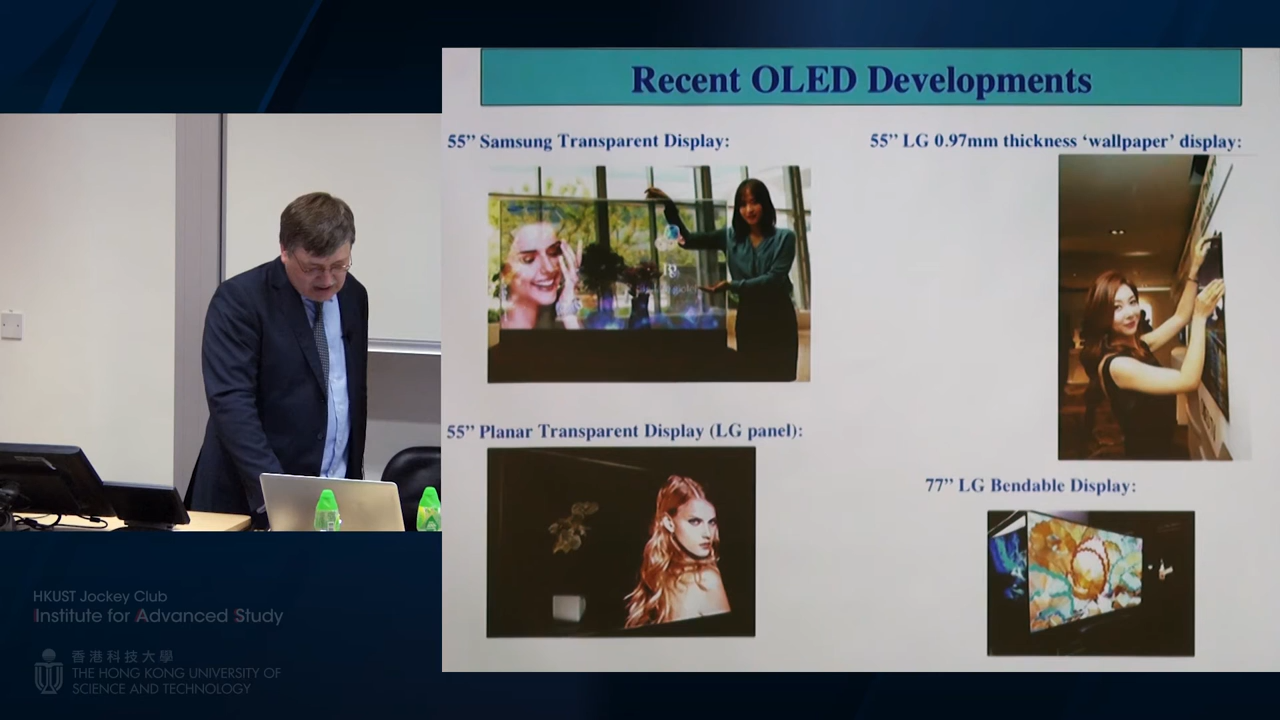 Recent OLED Developments
55” Samsung Transparent Display:
55” LG 0.97mm thickness ‘wallpaper’ display:
55” Planar Transparent Display (LG panel):
77” LG Bendable Display:
HKUST Jockey Club
Institute for Advanced Study
香港科技大學
THE HONG KONG UNIVERSITY OF
SCIENCE AND TECHNOLOGY